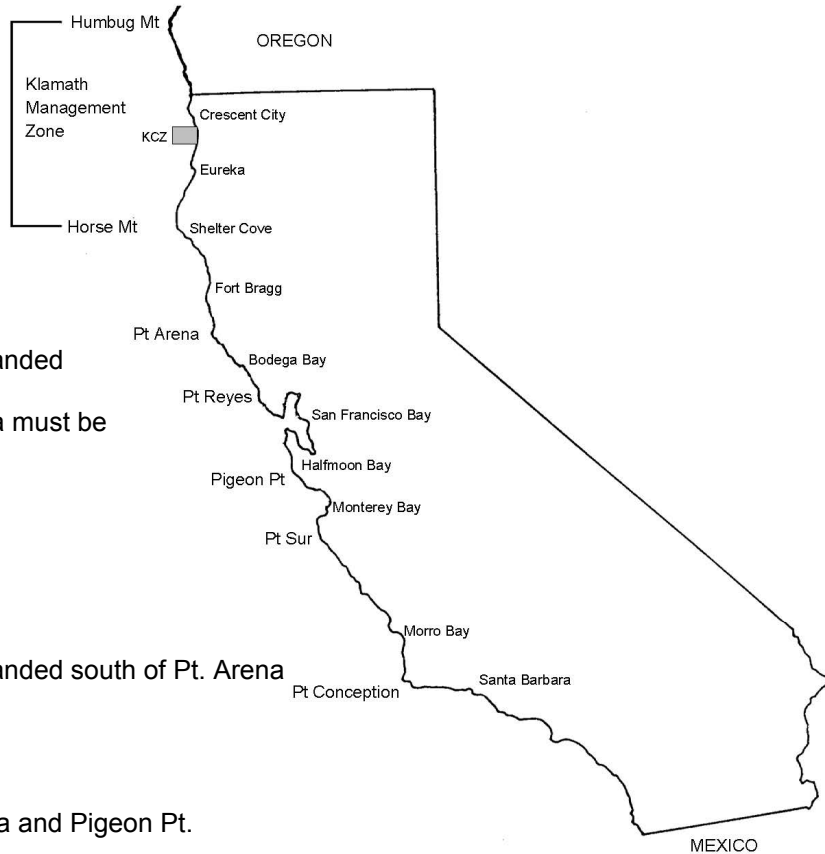 Humbug Mt
OREGON
Klamath
Management
Zone
Crescent City
KCZ
Eureka
Horse Mt
Shelter Cove
Fort Bragg
Pt Arena
anded
Bodega Bay
Pt Reyes
San Francisco Bay
must be
Halfmoon Bay
Pigeon Pt
Monterey Bay
Pt Sur
Morro Bay
anded south of Pt. Arena
Santa Barbara
Pt Conception
a and Pigeon Pt.
MEXICO